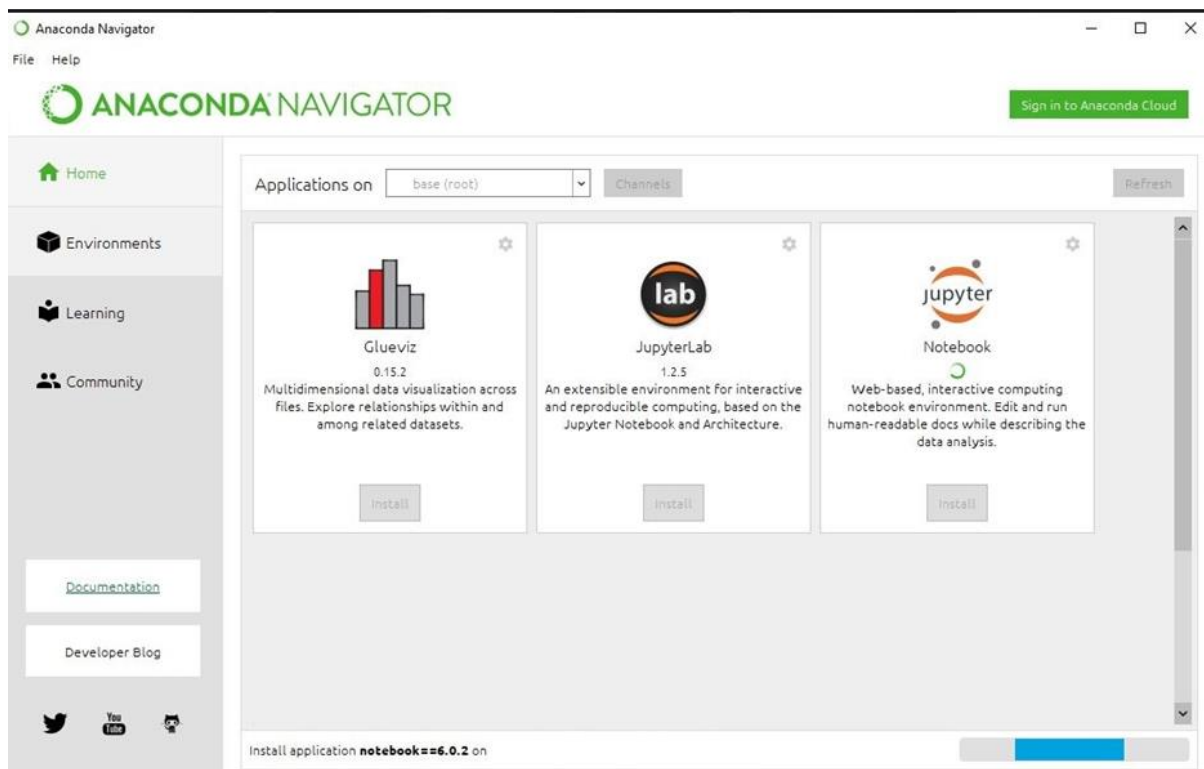 Anaconda Navigator
File Help
ANACONDA NAVIGATOR
Sign in to Anaconda Cloud
Home
Environments
Learning
Community
Documentation
Developer Blog
You
Tube
Applications on base (root) Channels Refresh
Glueviz
0.15.2
Multidimensional data visualization across
files. Explore relationships within and
among related datasets.
Install
lab
JupyterLab
1.2.5
An extensible environment for interactive
and reproducible computing, based on the
Jupyter Notebook and Architecture.
Install
jupyter
Notebook
Web-based, interactive computing
notebook environment. Edit and run
human-readable docs while describing the
data analysis.
Install
Install application notebook==6.0.2 on